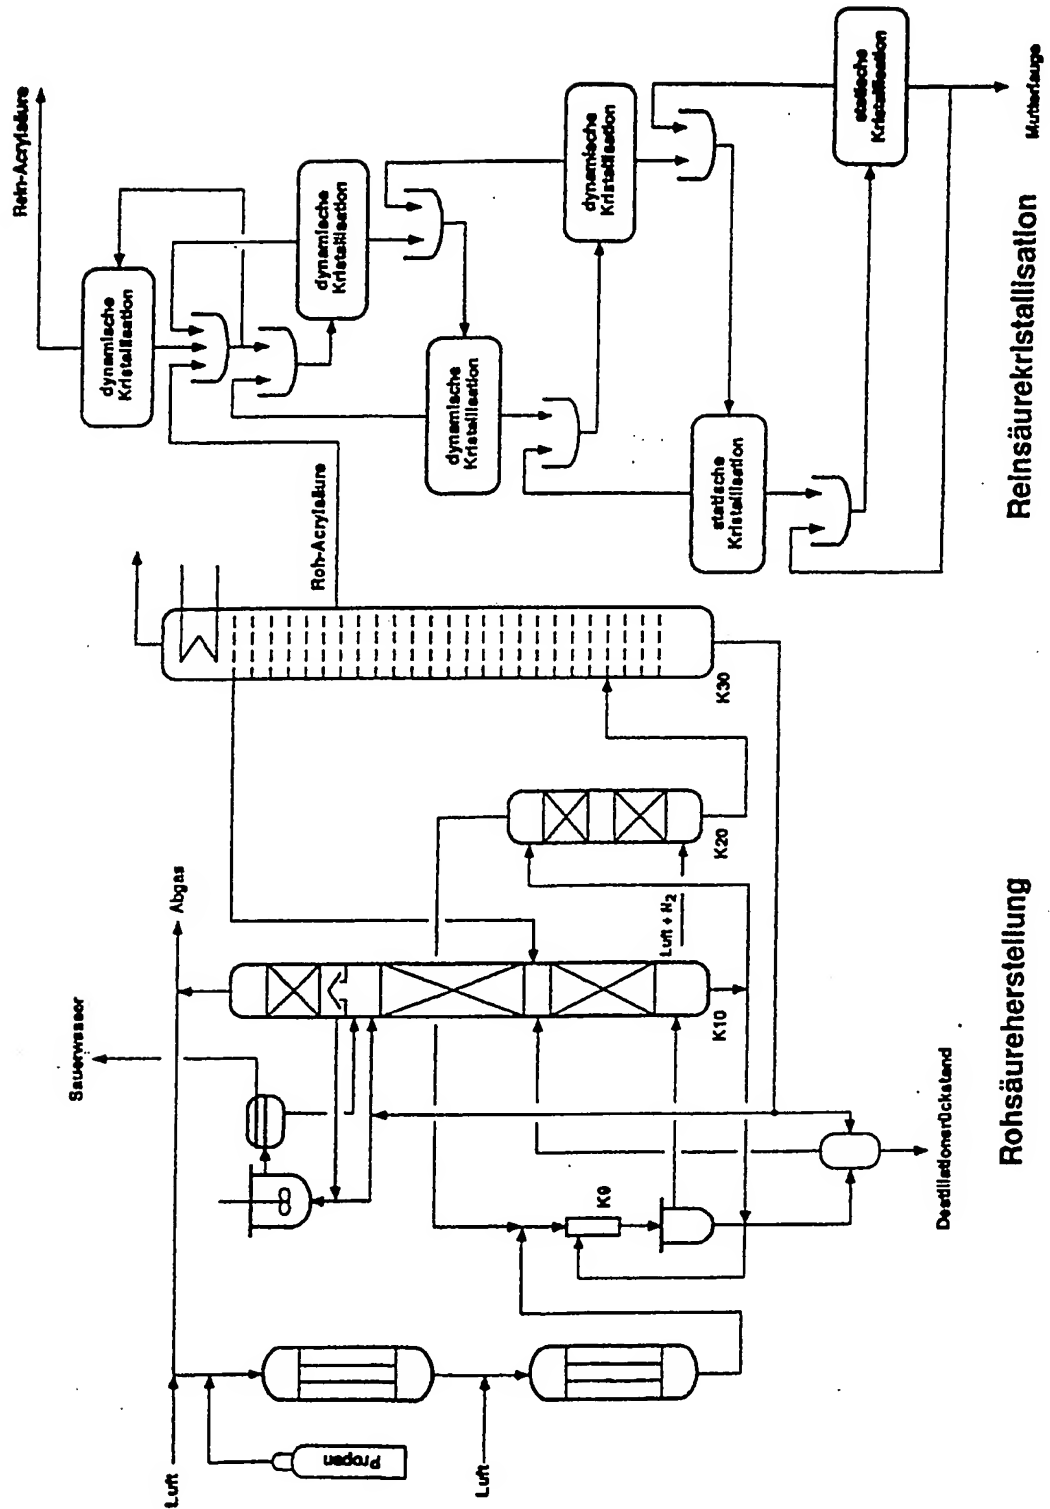 Rein-Acrylsäure
dynamische
Kristallisation
dynamische
Kristallisation
dynamische
Kristallisation
dynamische
Kristallisation
statische
Kristallisation
statische
Kristallisation
Mutterlauge
Roh-Acrylsäure
Reinsäurekristallisation
K30
K20
Luft + N2
K10
Abgas
Sauerwasser
K9
Destillationsrückstand
Rohsäureherstellung
Luft
Propen
Luft